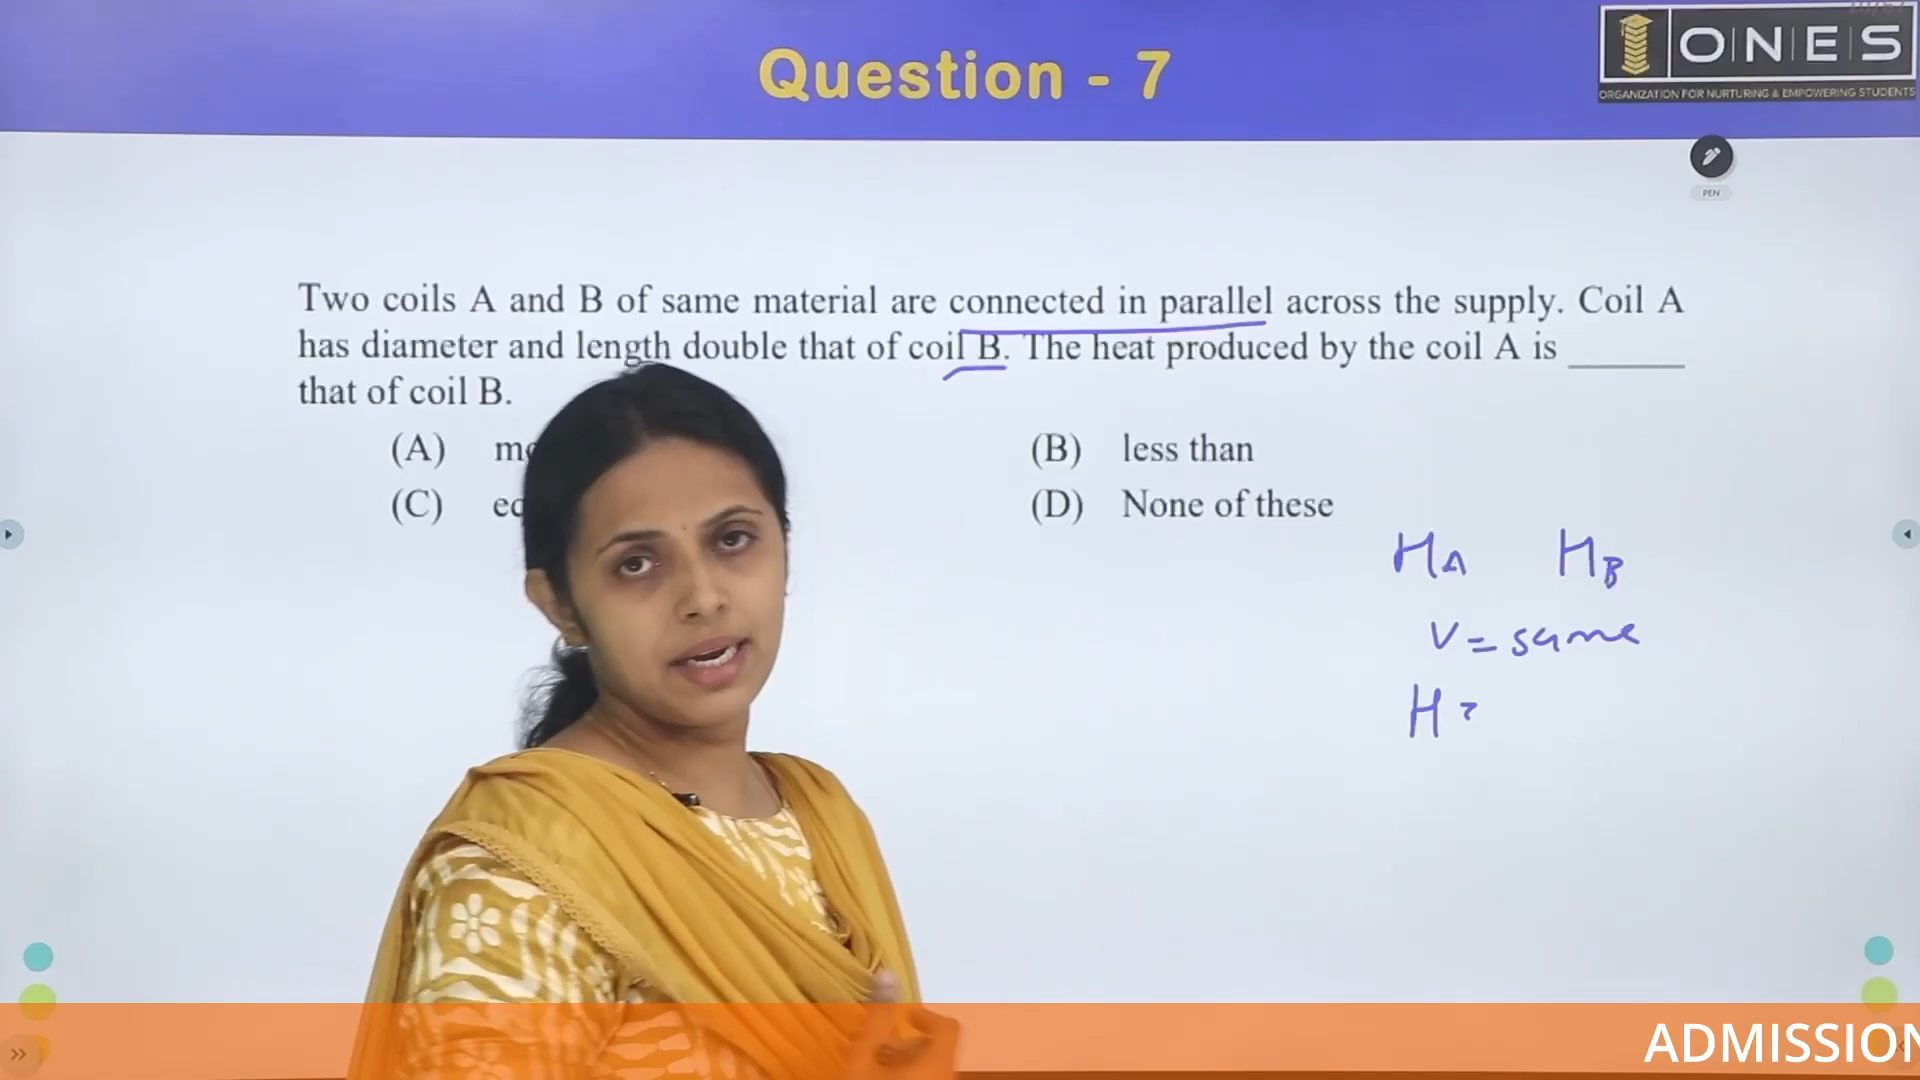 Question - 7
ONES
ORGANIZATION FOR NURTURING & EMPOWERING STUDENTS
PEN
Two coils A and B of same material are connected in parallel across the supply. Coil A
has diameter and length double that of coil B. The heat produced by the coil A is ______
that of coil B.
(A)
(B) less than
(C)
(D) None of these
HA HB
V = same
H =
ADMISSION